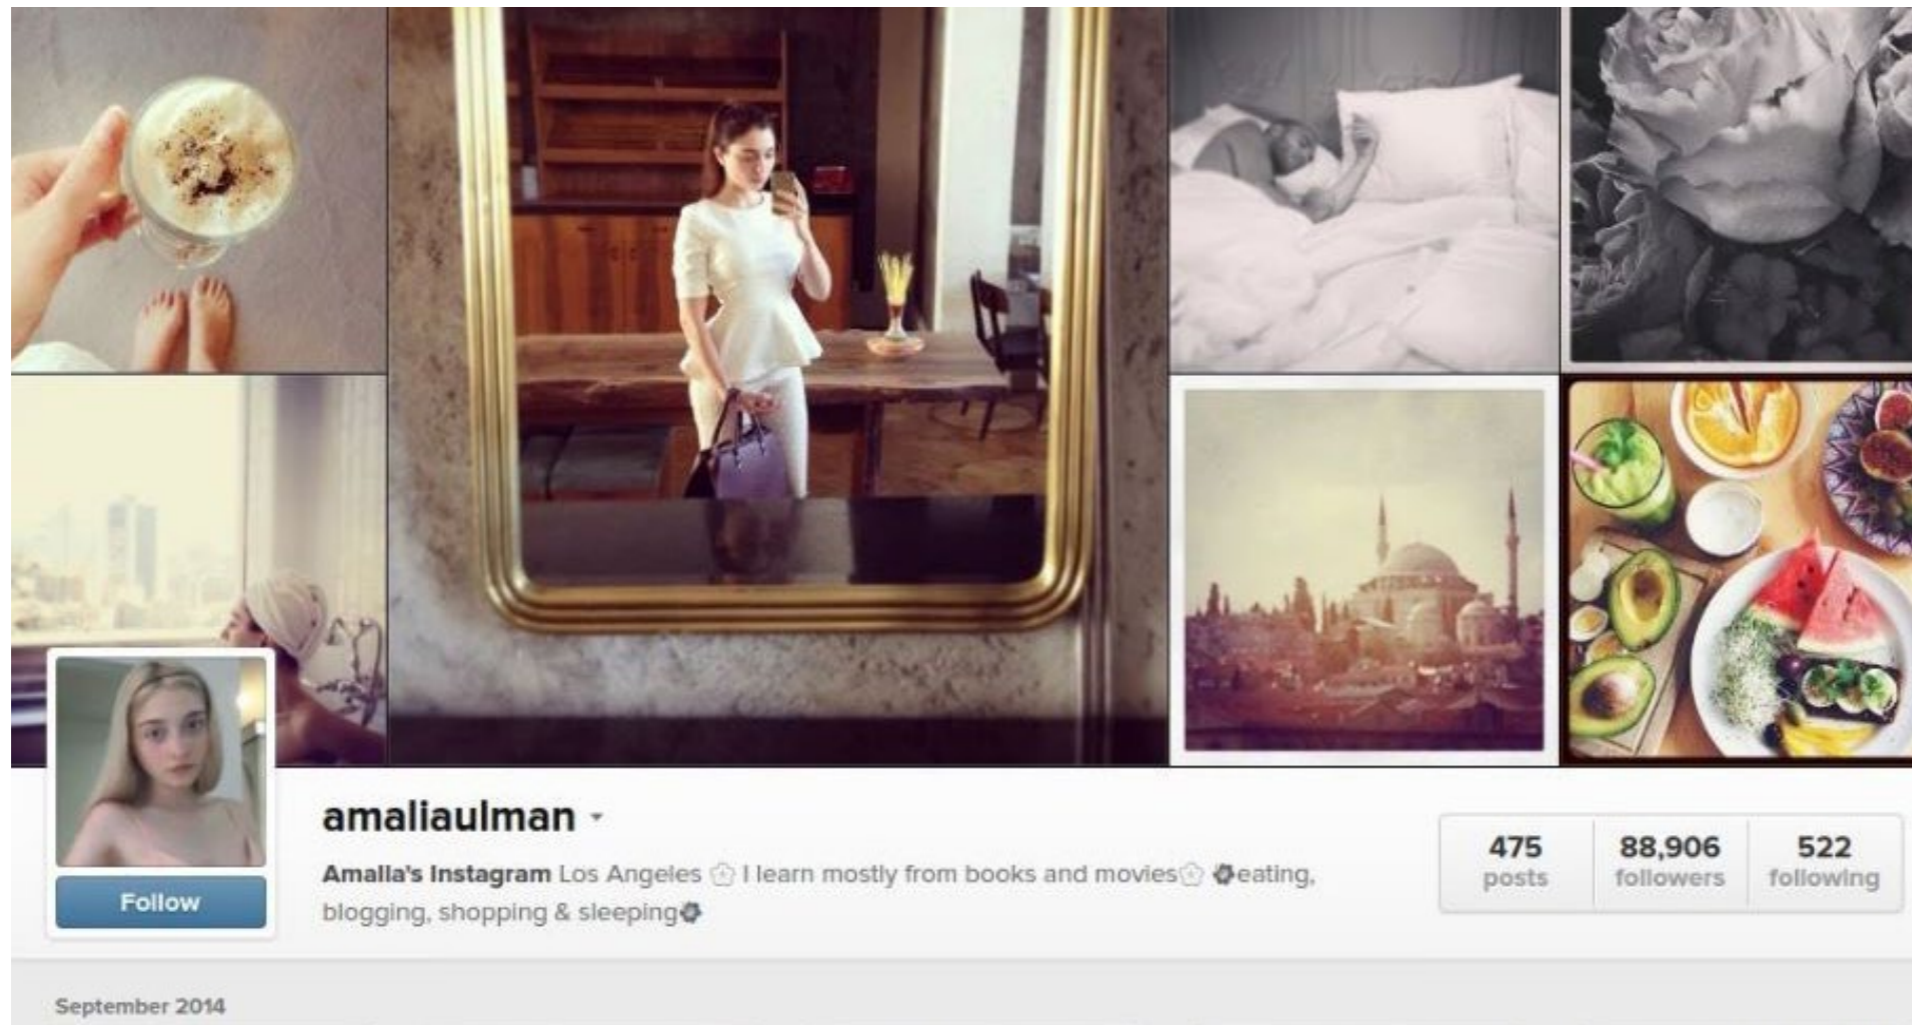 amaliaulman
Amalia's Instagram Los Angeles I learn mostly from books and movies eating,
blogging, shopping & sleeping
Follow
475 posts
88,906 followers
522 following
September 2014